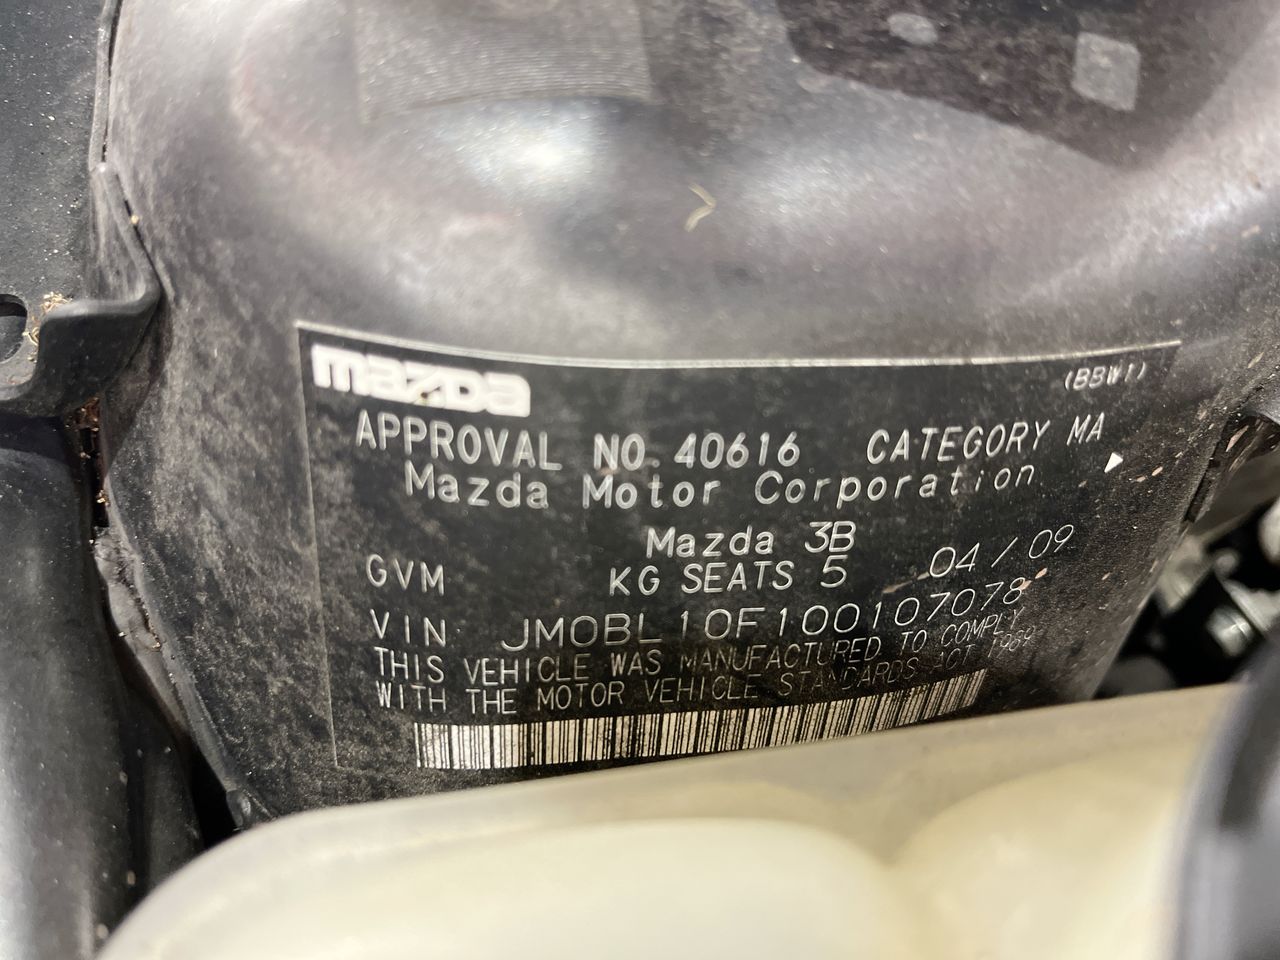 mazda
(BBW1)
APPROVAL NO. 40616 CATEGORY MA
Mazda Motor Corporation
Mazda 3B
GVM KG SEATS 5 04/09
VIN JM0BL10F100107078
THIS VEHICLE WAS MANUFACTURED TO COMPLY
WITH THE MOTOR VEHICLE STANDARDS ACT 1989